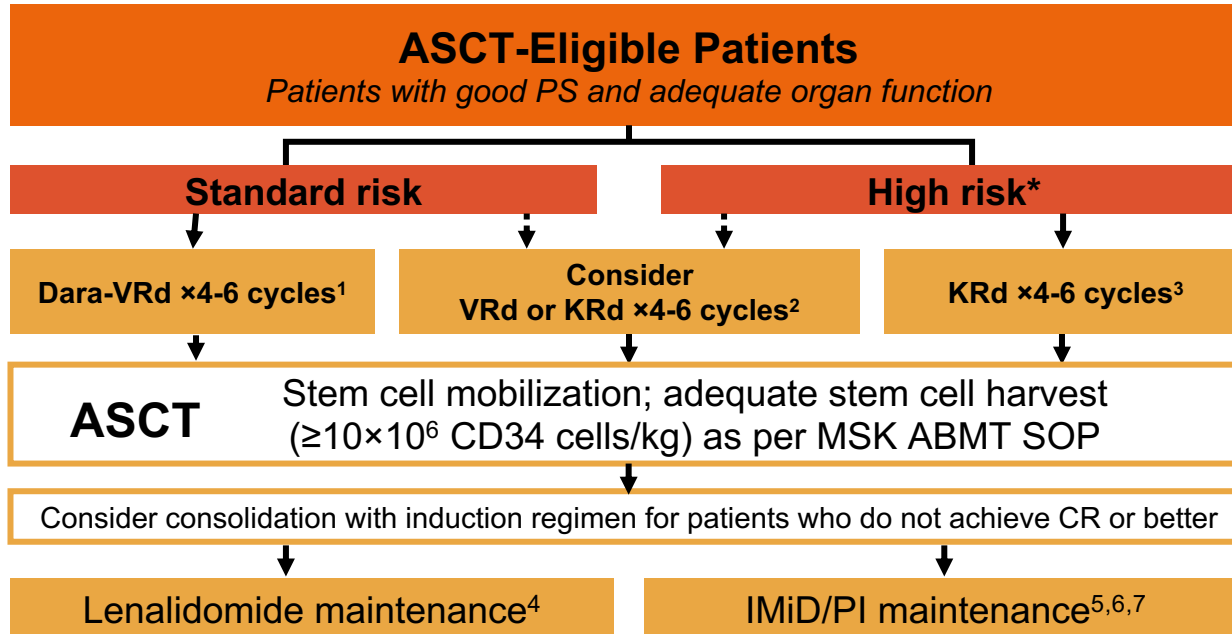 ASCT-Eligible Patients
Patients with good PS and adequate organ function
Standard risk
High risk*
Dara-VRd ×4-6 cycles¹
Consider
VRd or KRd ×4-6 cycles²
KRd ×4-6 cycles³
ASCT
Stem cell mobilization; adequate stem cell harvest
(≥10×10⁶ CD34 cells/kg) as per MSK ABMT SOP
Consider consolidation with induction regimen for patients who do not achieve CR or better
Lenalidomide maintenance⁴
IMiD/PI maintenance⁵,⁶,⁷